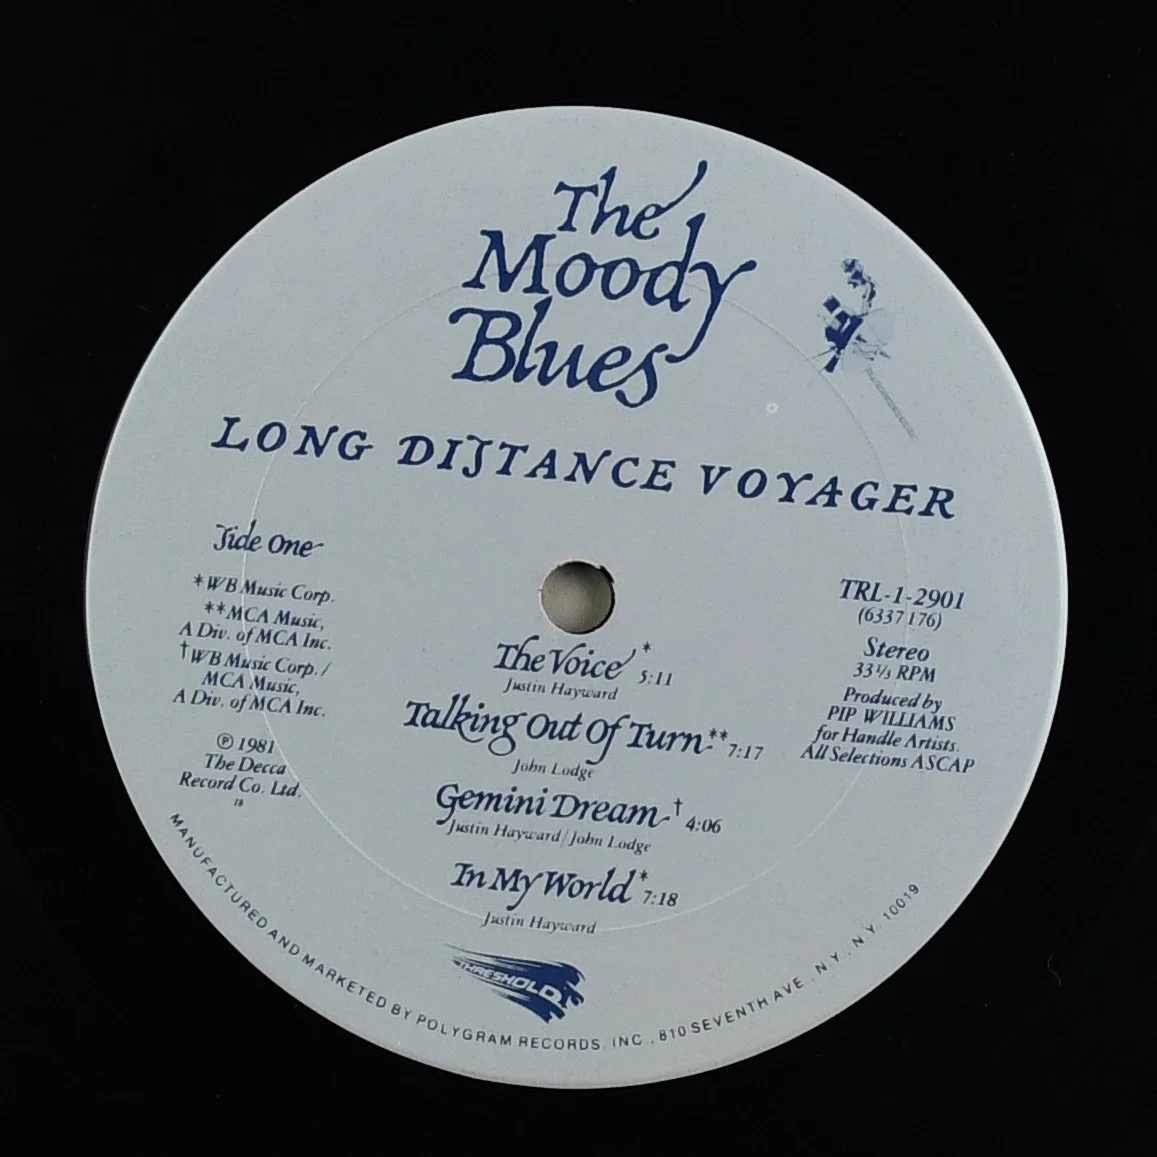 The
Moody
Blues
LONG DISTANCE VOYAGER
Side One
*WB Music Corp.
**MCA Music,
A Div. of MCA Inc.
†WB Music Corp./
MCA Music,
A Div. of MCA Inc.
℗ 1981
The Decca
Record Co. Ltd.
TRL-1-2901
(6337 176)
Stereo
33⅓ RPM
Produced by
PIP WILLIAMS
for Handle Artists.
All Selections ASCAP
The Voice* 5:11
Justin Hayward
Talking Out Of Turn** 7:17
John Lodge
Gemini Dream† 4:06
Justin Hayward/John Lodge
In My World* 7:18
Justin Hayward
THRESHOLD
MANUFACTURED AND MARKETED BY POLYGRAM RECORDS, INC., 810 SEVENTH AVE., N.Y., N.Y. 10019